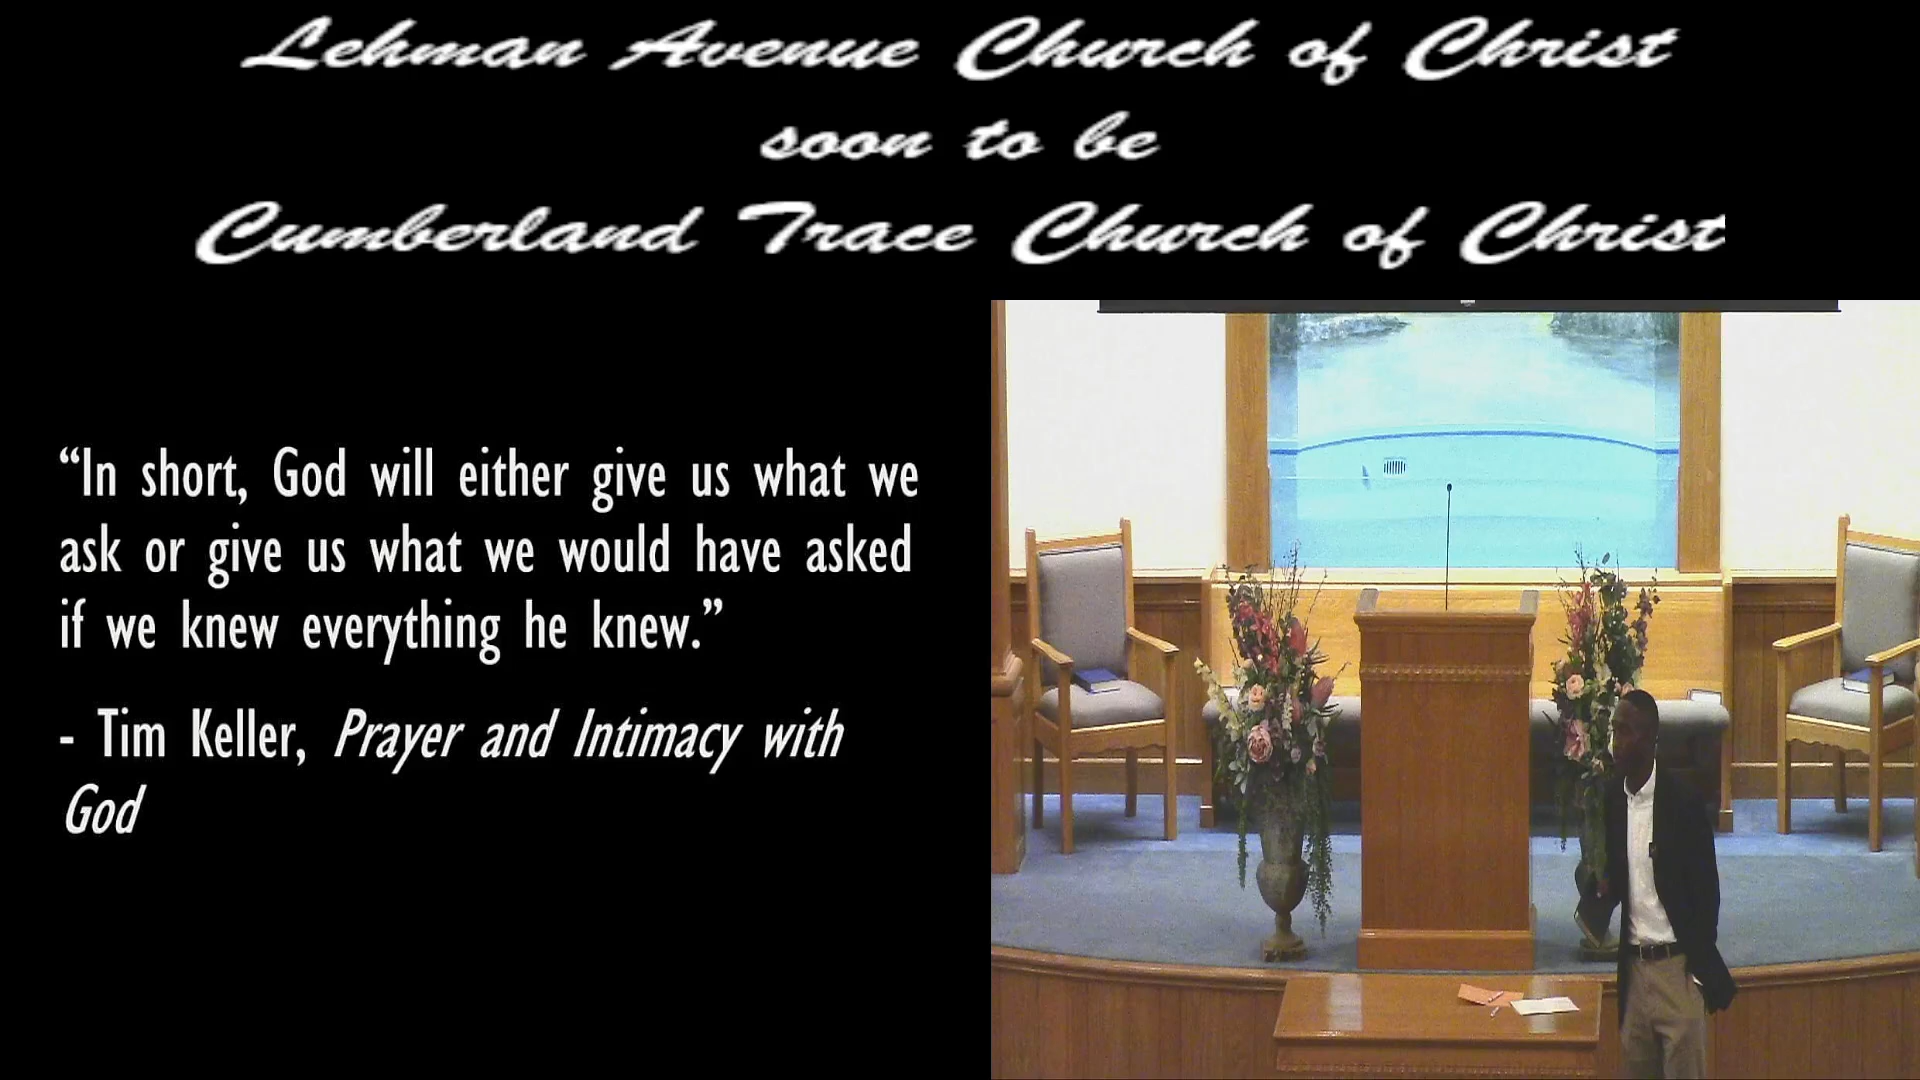 Lehman Avenue Church of Christ
soon to be
Cumberland Trace Church of Christ
“In short, God will either give us what we
ask or give us what we would have asked
if we knew everything he knew.”
- Tim Keller, Prayer and Intimacy with
God